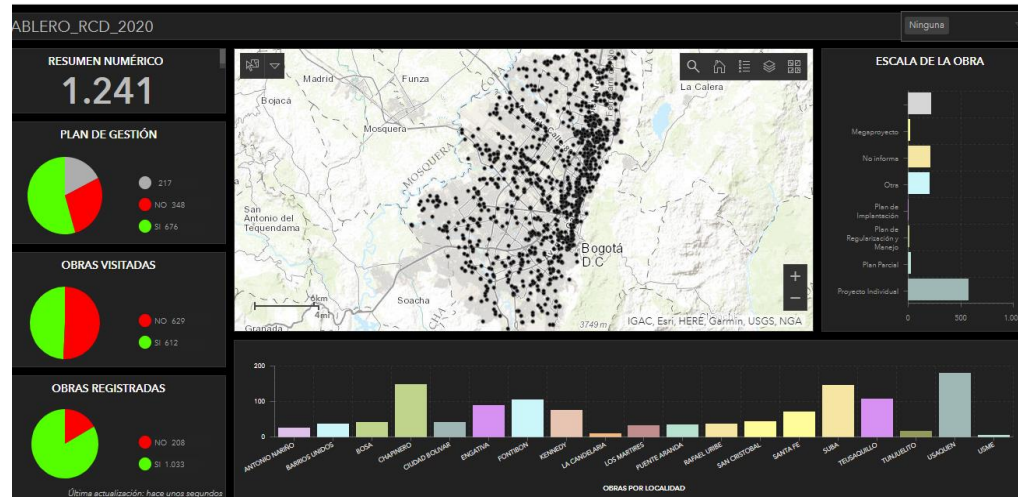 ABLERO_RCD_2020
Ninguna
RESUMEN NUMÉRICO
1.241
PLAN DE GESTIÓN
217
NO 348
SI 676
OBRAS VISITADAS
NO 629
SI 612
OBRAS REGISTRADAS
NO 208
SI 1.033
Última actualización: hace unos segundos
Madrid
Funza
Bojacá
Mosquera
COTA
MOSQUERA
La Calera
San
Antonio del
Tequendama
Bogotá
D.C.
Soacha
Granada
6km
4mi
3749 m
IGAC, Esri, HERE, Garmin, USGS, NGA
ESCALA DE LA OBRA
Megaproyecto
No informa
Otra
Plan de
Implantación
Plan de
Regularización y
Manejo
Plan Parcial
Proyecto Individual
0
500
1.00
200
100
0
ANTONIO NARIÑO
BARRIOS UNIDOS
BOSA
CHAPINERO
CIUDAD BOLIVAR
ENGATIVA
FONTIBON
KENNEDY
LA CANDELARIA
LOS MARTIRES
PUENTE ARANDA
RAFAEL URIBE
SAN CRISTOBAL
SANTA FE
SUBA
TEUSAQUILLO
TUNJUELITO
USAQUEN
USME
OBRAS POR LOCALIDAD